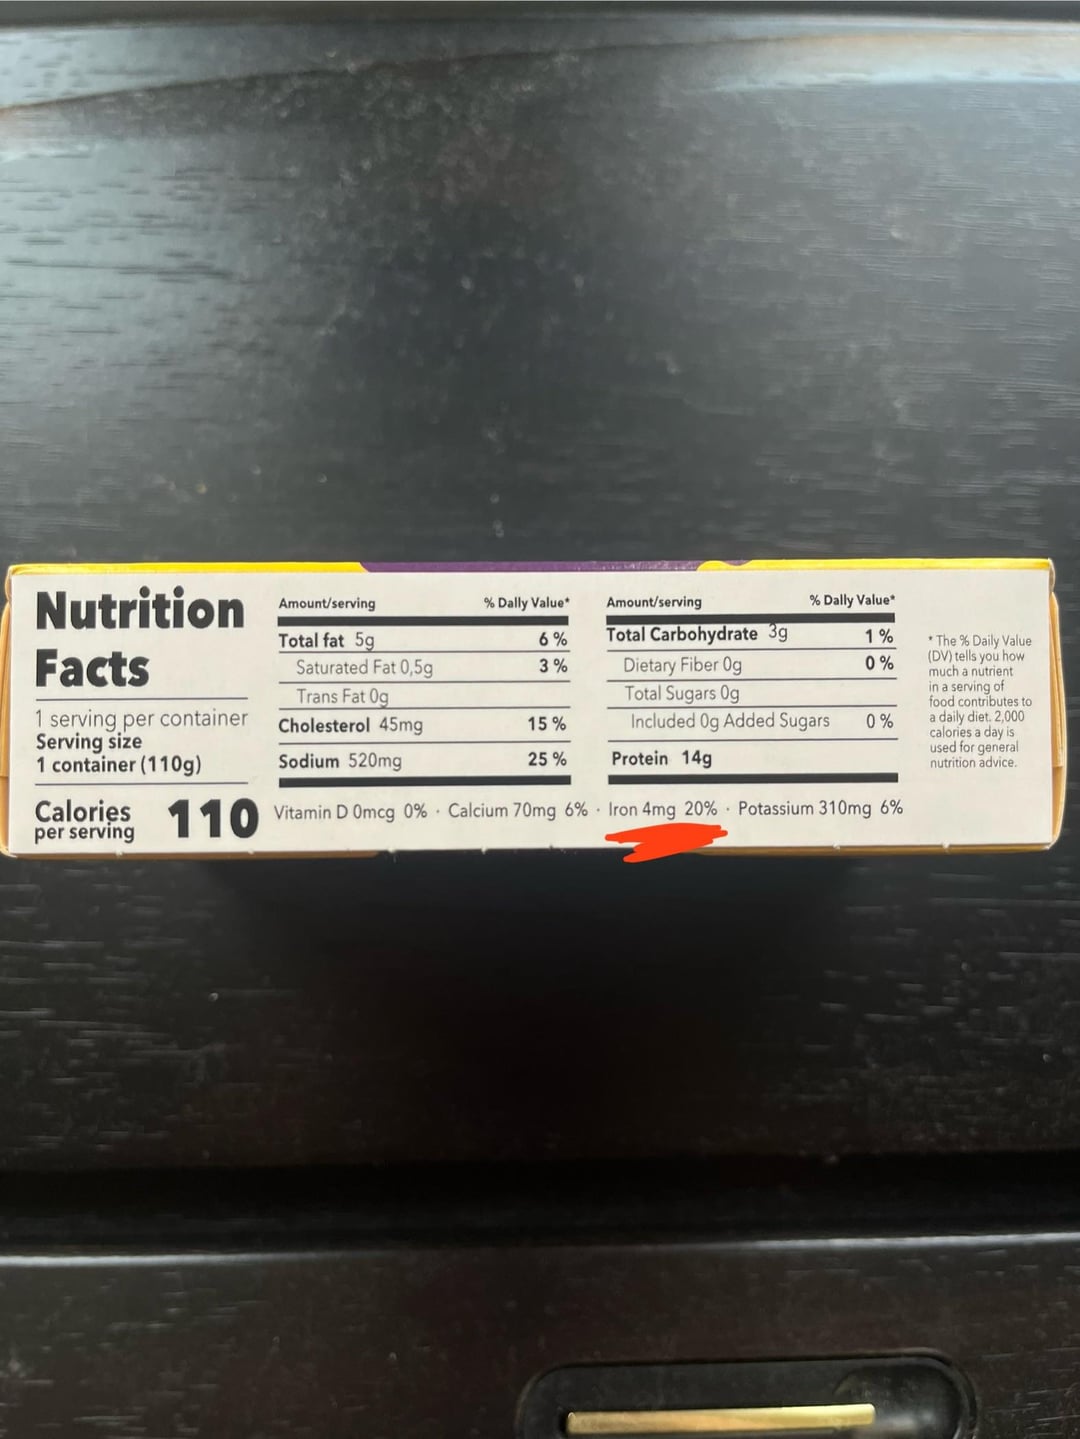 Nutrition
Facts
1 serving per container
Serving size
1 container (110g)
Calories
per serving
110
Amount/serving % Daily Value*
Total fat 5g 6 %
Saturated Fat 0,5g 3 %
Trans Fat 0g
Cholesterol 45mg 15 %
Sodium 520mg 25 %
Amount/serving % Daily Value*
Total Carbohydrate 3g 1 %
Dietary Fiber 0g 0 %
Total Sugars 0g
Included 0g Added Sugars 0 %
Protein 14g
Vitamin D 0mcg 0% · Calcium 70mg 6% · Iron 4mg 20% · Potassium 310mg 6%
* The % Daily Value
(DV) tells you how
much a nutrient
in a serving of
food contributes to
a daily diet. 2,000
calories a day is
used for general
nutrition advice.